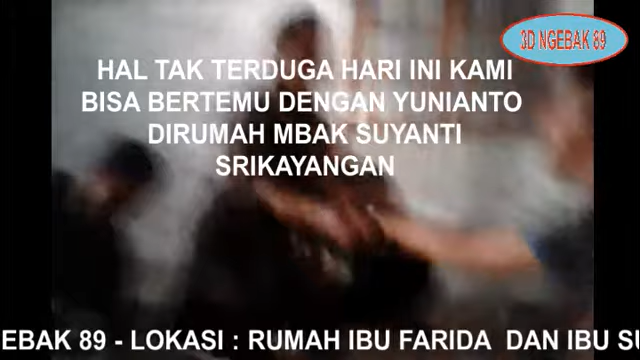 3D NGEBAK 89
HAL TAK TERDUGA HARI INI KAMI
BISA BERTEMU DENGAN YUNIANTO
DIRUMAH MBAK SUYANTI
SRIKAYANGAN
EBAK 89 - LOKASI : RUMAH IBU FARIDA DAN IBU SU